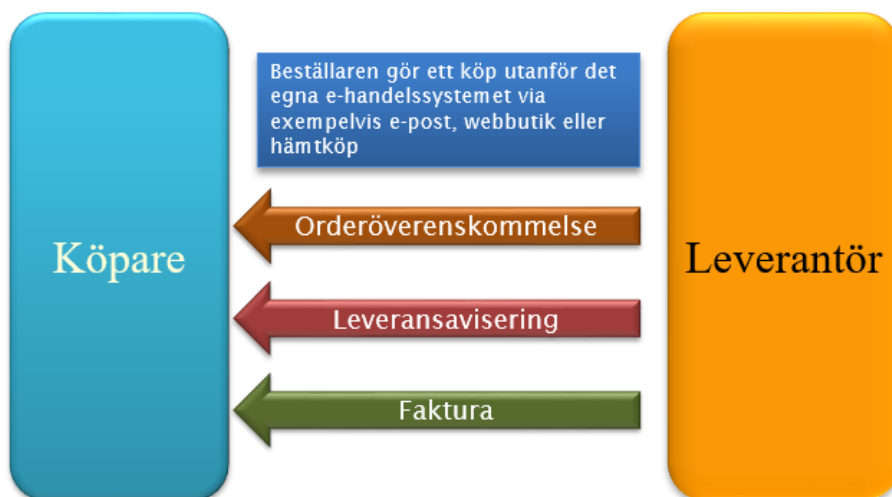 Beställaren gör ett köp utanför det
egna e-handelssystemet via
exempelvis e-post, webbutik eller
hämtköp
Köpare
Orderöverenskommelse
Leveransavisering
Faktura
Leverantör